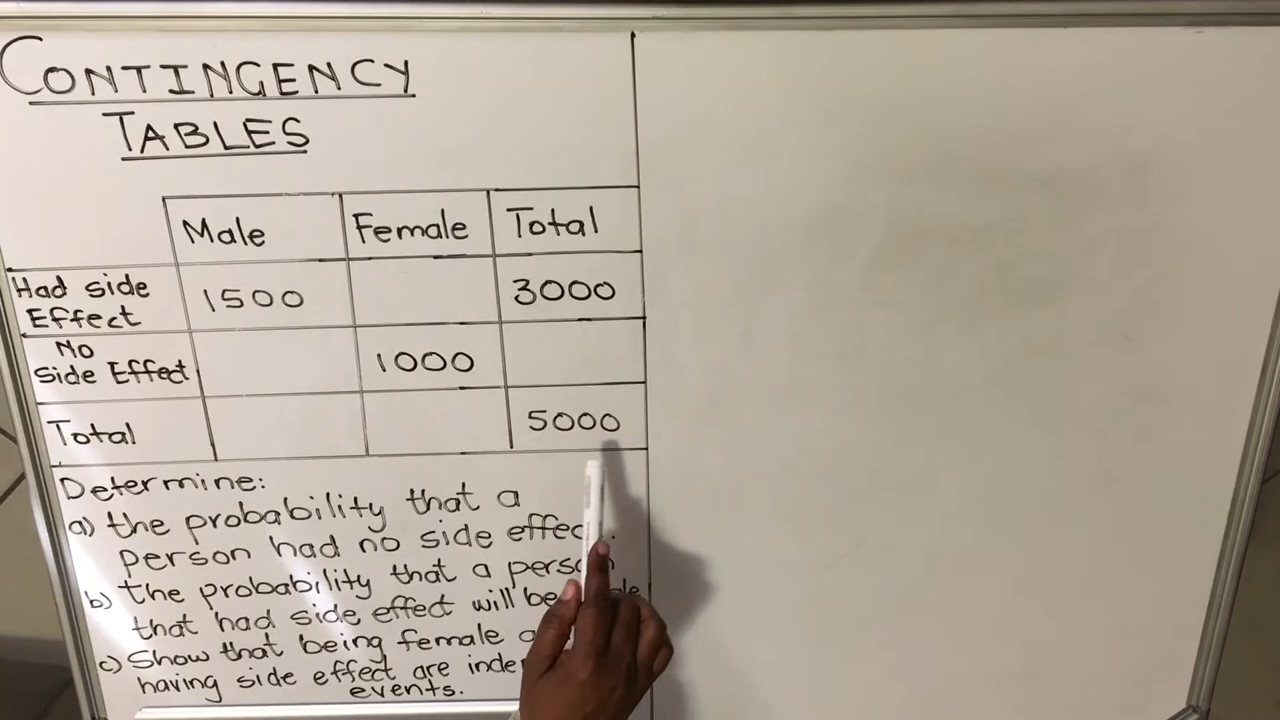 CONTINGENCY
TABLES
Male Female Total
Had side
Effect 1500 3000
No
Side Effect 1000
Total 5000
Determine:
a) the probability that a
person had no side
b) the probability that a
that had side effect will
c) Show that being female
having side effect are
events.